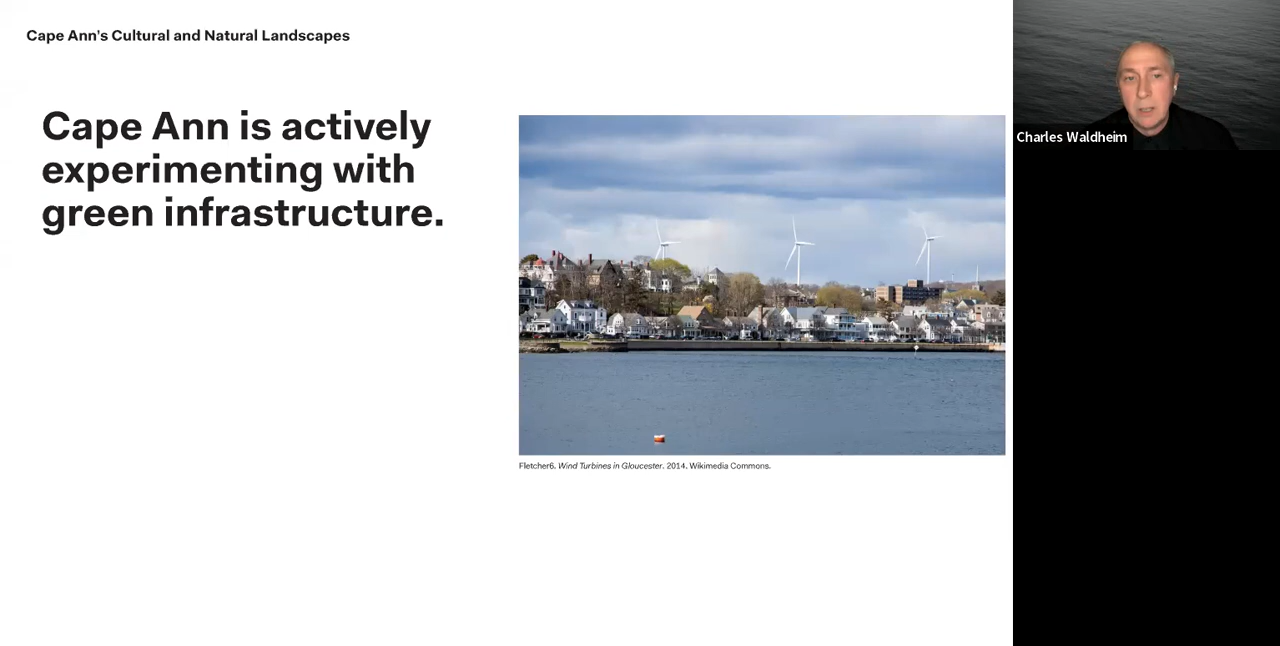 Cape Ann's Cultural and Natural Landscapes
Cape Ann is actively
experimenting with
green infrastructure.
Fletcher6. Wind Turbines in Gloucester. 2014. Wikimedia Commons.
Charles Waldheim